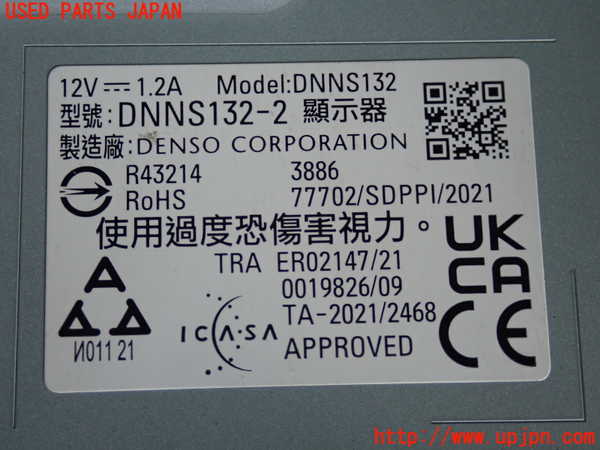 USED PARTS JAPAN
12V⎓1.2A Model:DNNS132
型號:DNNS132-2 顯示器
製造廠:DENSO CORPORATION
R43214 3886
RoHS 77702/SDPPI/2021
使用過度恐傷害視力。
UK
CA
TRA ER02147/21
0019826/09
TA-2021/2468
APPROVED
ICASA
CE
И011 21
http://www.upjpn.com/